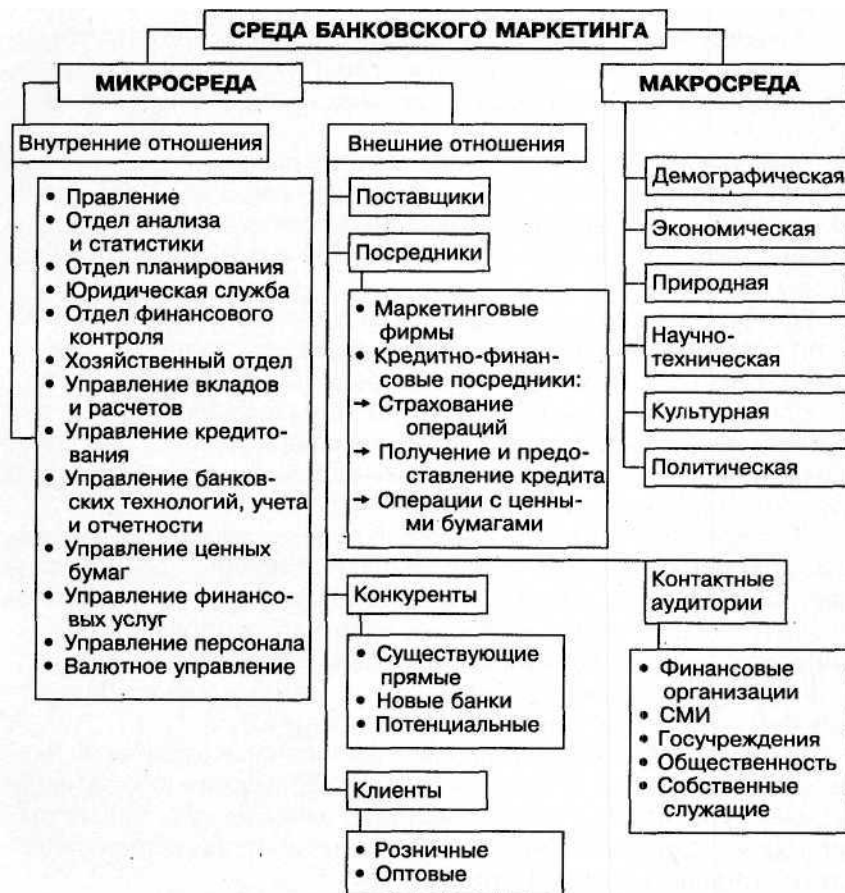 СРЕДА БАНКОВСКОГО МАРКЕТИНГА
МИКРОСРЕДА
МАКРОСРЕДА
Внутренние отношения
• Правление
• Отдел анализа
и статистики
• Отдел планирования
• Юридическая служба
• Отдел финансового
контроля
• Хозяйственный отдел
• Управление вкладов
и расчетов
• Управление кредито-
вания
• Управление банков-
ских технологий, учета
и отчетности
• Управление ценных
бумаг
• Управление финансо-
вых услуг
• Управление персонала
• Валютное управление
Внешние отношения
Поставщики
Посредники
• Маркетинговые
фирмы
• Кредитно-финан-
совые посредники:
→ Страхование
операций
→ Получение и предо-
ставление кредита
→ Операции с ценны-
ми бумагами
Конкуренты
• Существующие
прямые
• Новые банки
• Потенциальные
Клиенты
• Розничные
• Оптовые
Контактные
аудитории
• Финансовые
организации
• СМИ
• Госучреждения
• Общественность
• Собственные
служащие
Демографическая
Экономическая
Природная
Научно-
техническая
Культурная
Политическая